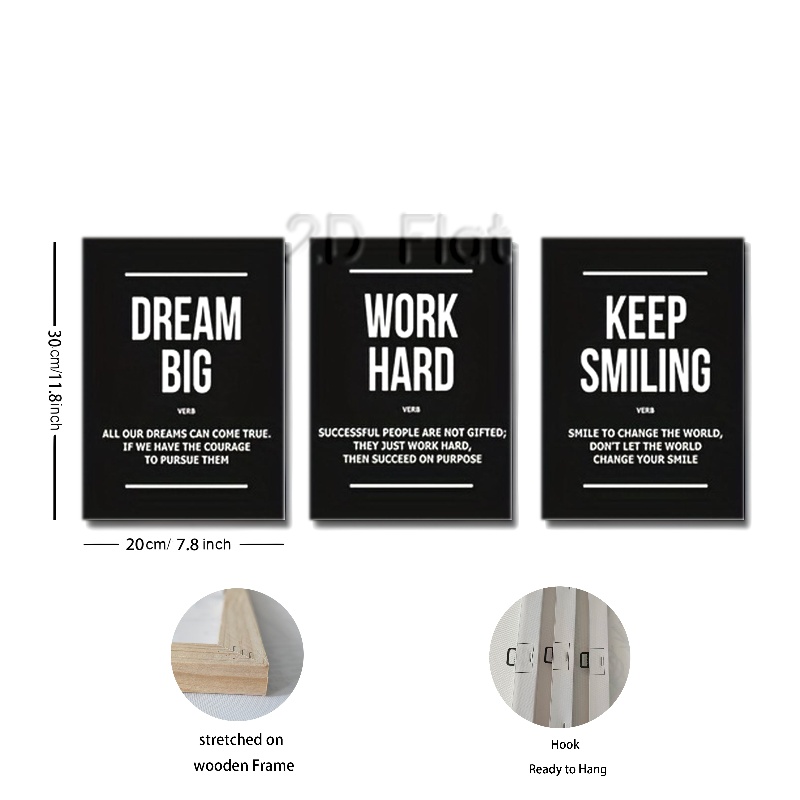 2D Flat
DREAM
BIG
VERB
ALL OUR DREAMS CAN COME TRUE.
IF WE HAVE THE COURAGE
TO PURSUE THEM
WORK
HARD
VERB
SUCCESSFUL PEOPLE ARE NOT GIFTED;
THEY JUST WORK HARD,
THEN SUCCEED ON PURPOSE
KEEP
SMILING
VERB
SMILE TO CHANGE THE WORLD,
DON'T LET THE WORLD
CHANGE YOUR SMILE
30cm/11.8inch
20cm/ 7.8 inch
stretched on
wooden Frame
Hook
Ready to Hang